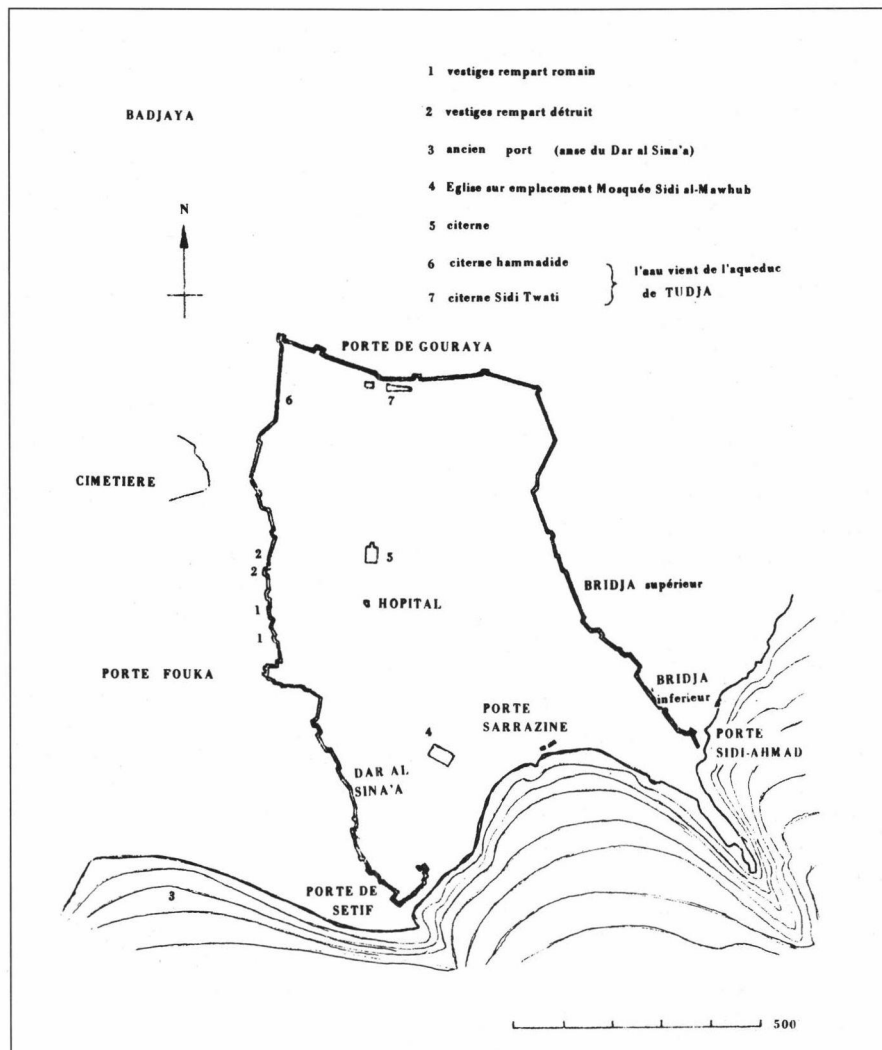 1 vestiges rempart romain
BADJAYA
2 vestiges rempart détruit
3 ancien port (anse du Dar al Sina'a)
4 Eglise sur emplacement Mosquée Sidi al-Mawhub
N
5 citerne
6 citerne hammadide
7 citerne Sidi Twati
l'eau vient de l'aqueduc
de TUDJA
PORTE DE GOURAYA
6
7
CIMETIERE
2
5
2
BRIDJA supérieur
1
HOPITAL
1
PORTE FOUKA
BRIDJA
inferieur
PORTE
SARRAZINE
4
PORTE
SIDI-AHMAD
DAR AL
SINA'A
3
PORTE DE
SETIF
500